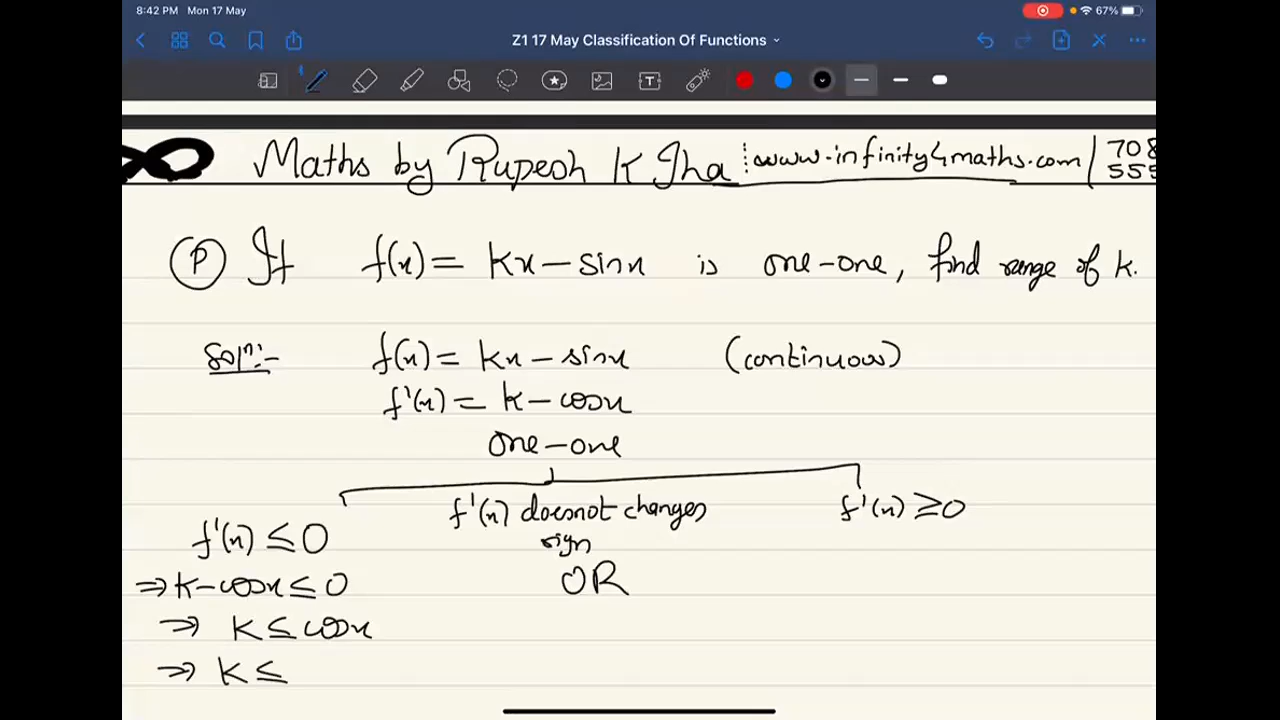 8:42 PM Mon 17 May
67%
Z1 17 May Classification Of Functions
Maths by Rupesh K Jha www.infinity4maths.com / 708
555
(P) If f(x) = kx - sinx is one-one, find range of k.
Soln:- f(x) = kx - sinx (continuous)
f'(x) = k - cosx
one-one
f'(x) ≤ 0 f'(x) doesnot changes f'(x) ≥ 0
sign
⇒ k - cosx ≤ 0 OR
⇒ k ≤ cosx
⇒ k ≤